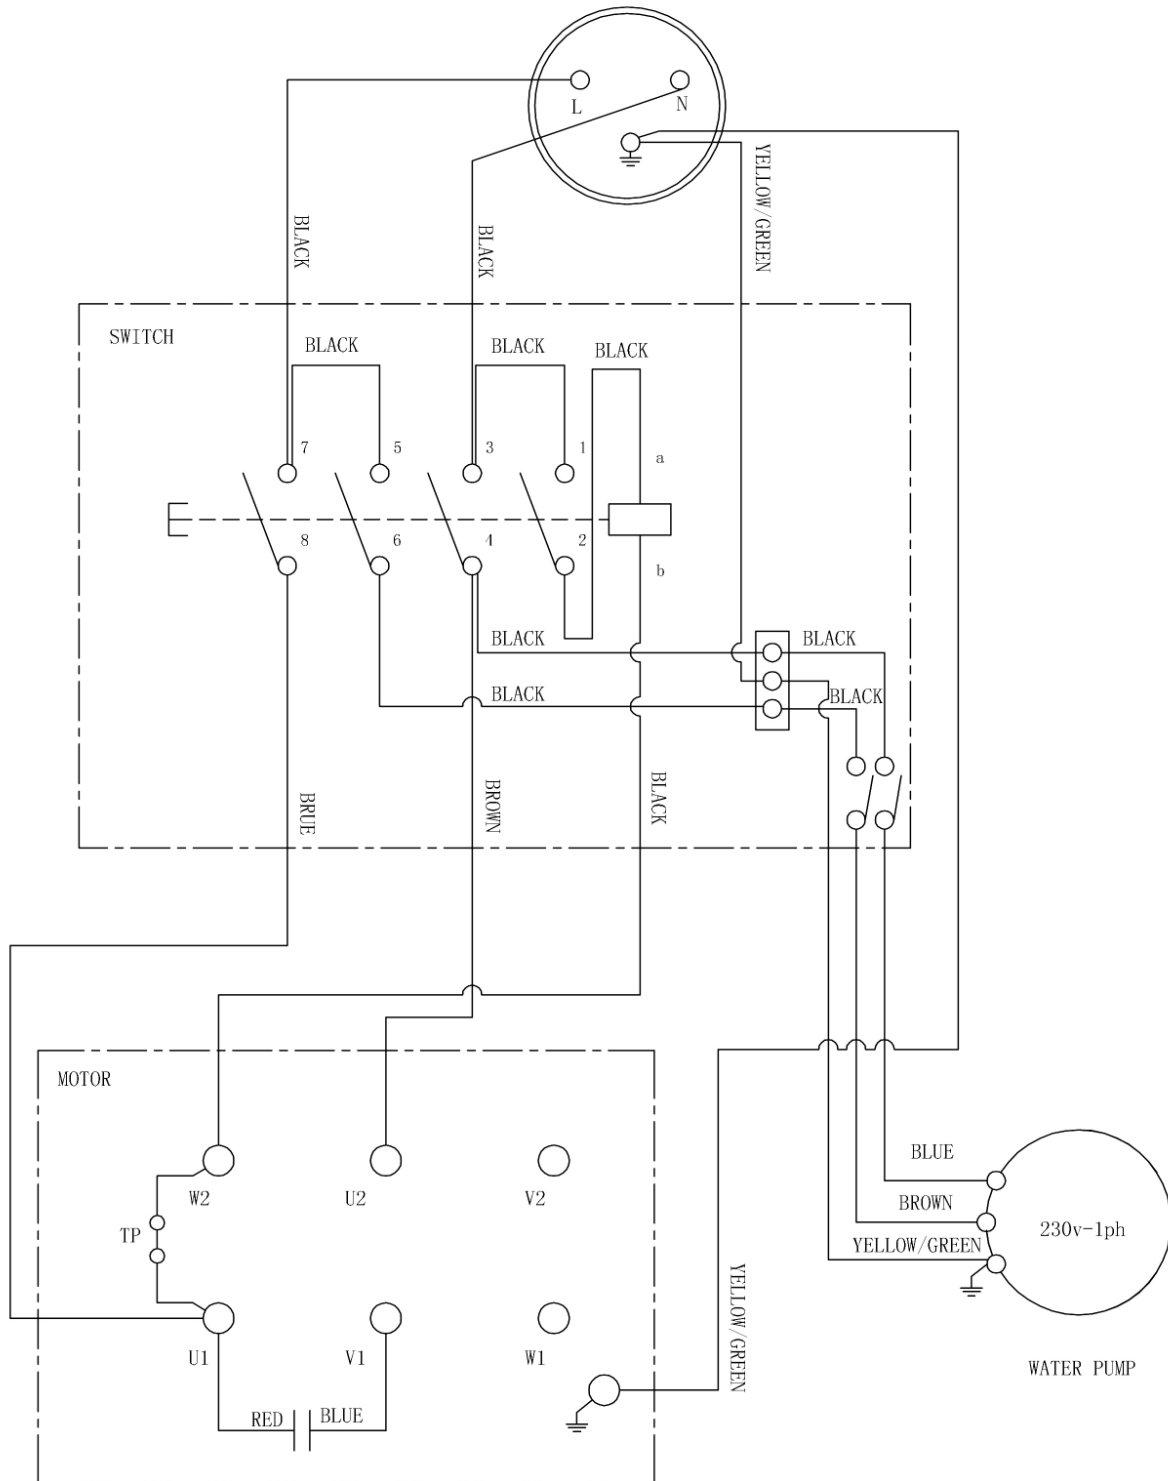 L
N
BLACK
BLACK
YELLOW/GREEN
SWITCH
BLACK
BLACK
BLACK
7
5
3
1
a
8
6
4
2
b
BLACK
BLACK
BLACK
BLACK
BRUE
BROWN
BLACK
MOTOR
W2
U2
V2
TP
U1
V1
W1
RED
BLUE
YELLOW/GREEN
BLUE
BROWN
YELLOW/GREEN
230v-1ph
WATER PUMP